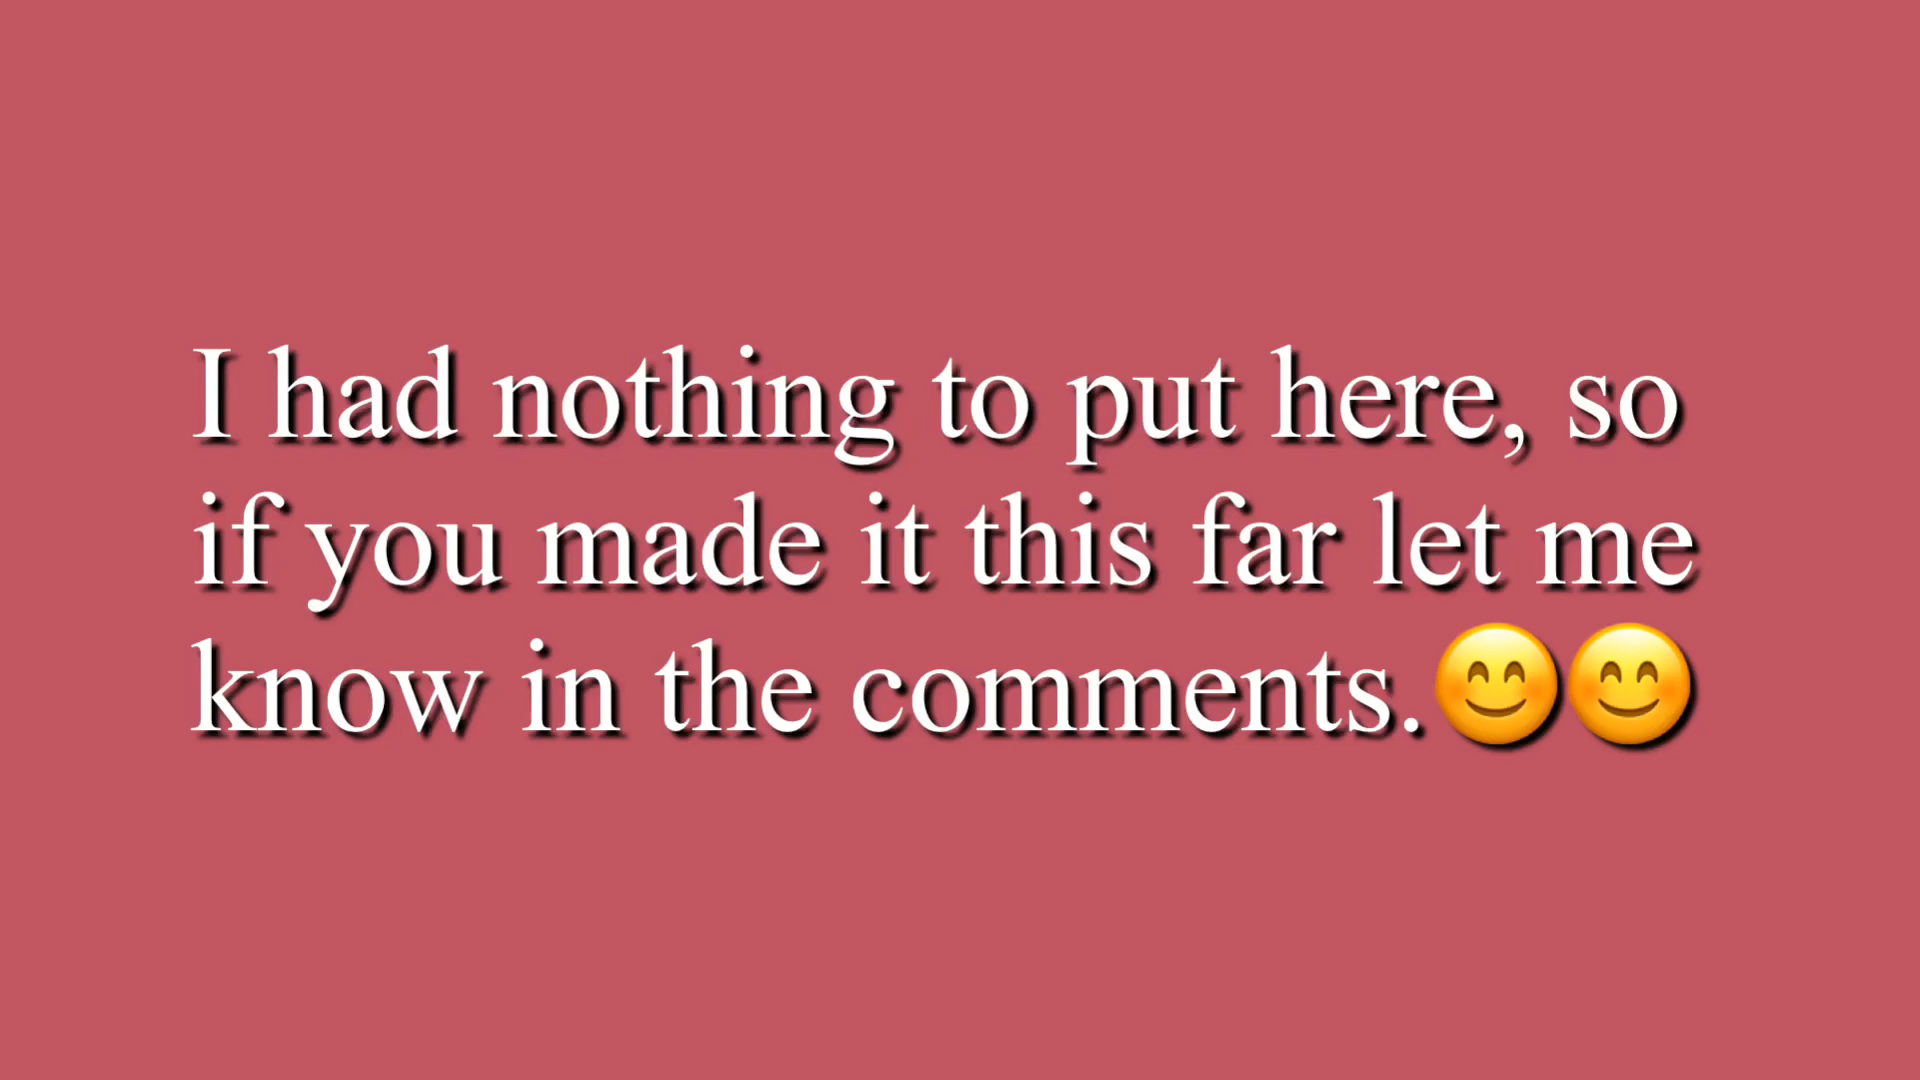 I had nothing to put here, so
if you made it this far let me
know in the comments.😊😊